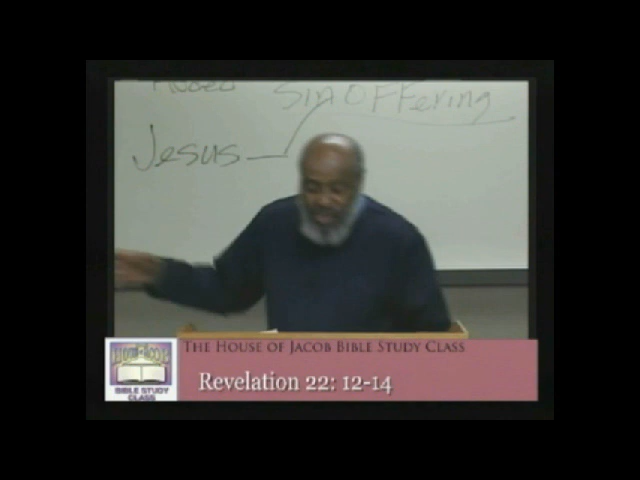 Sin OFFering
Jesus
THE HOUSE OF JACOB BIBLE STUDY CLASS
Revelation 22: 12-14
BIBLE STUDY
CLASS